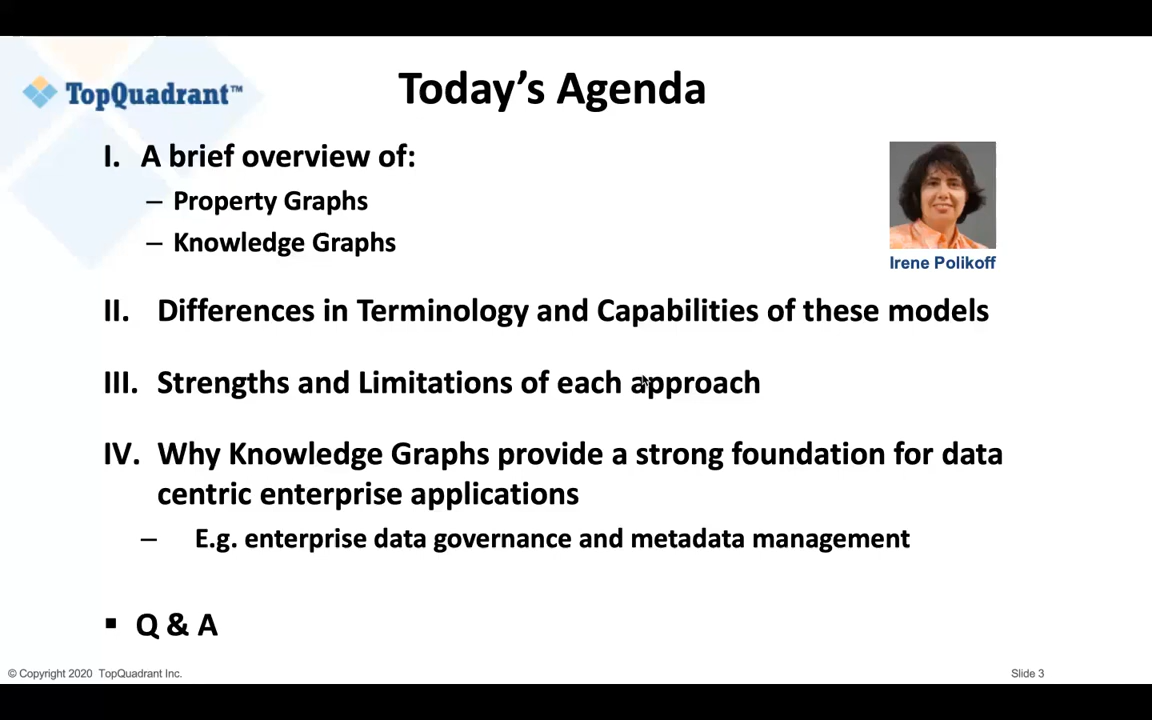 TopQuadrant™
Today's Agenda
I. A brief overview of:
– Property Graphs
– Knowledge Graphs
Irene Polikoff
II. Differences in Terminology and Capabilities of these models
III. Strengths and Limitations of each approach
IV. Why Knowledge Graphs provide a strong foundation for data
centric enterprise applications
– E.g. enterprise data governance and metadata management
▪ Q & A
© Copyright 2020 TopQuadrant Inc.
Slide 3